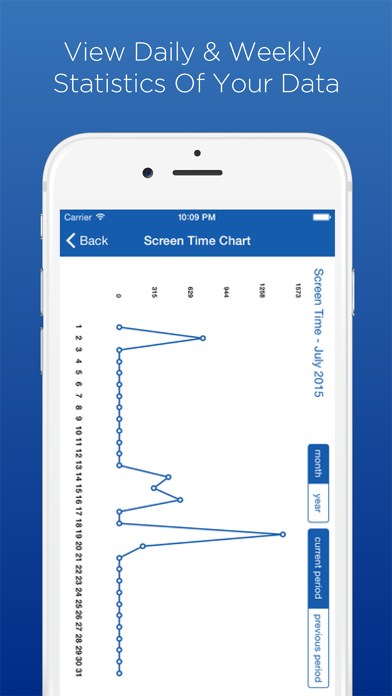 View Daily & Weekly
Statistics Of Your Data
Carrier 10:09 PM
Back Screen Time Chart
Screen Time - July 2015
month year current period previous period
1573
1258
944
629
315
0
1 2 3 4 5 6 7 8 9 10 11 12 13 14 15 16 17 18 19 20 21 22 23 24 25 26 27 28 29 30 31